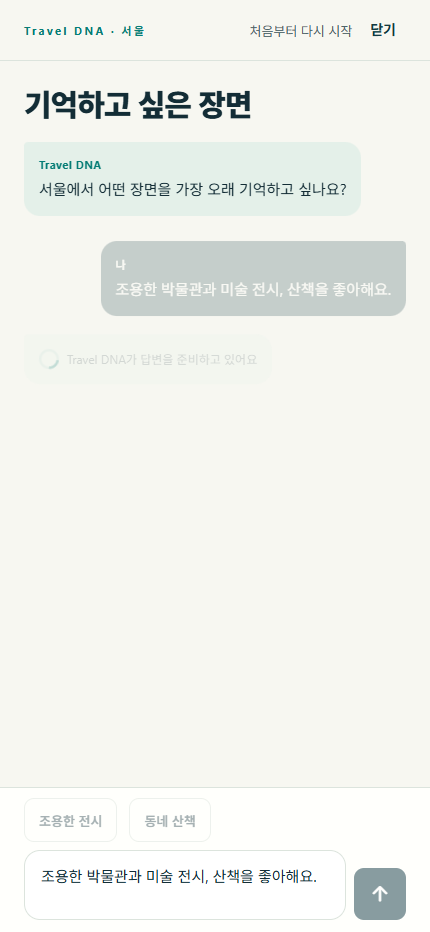 Travel DNA · 서울
처음부터 다시 시작
닫기
기억하고 싶은 장면
Travel DNA
서울에서 어떤 장면을 가장 오래 기억하고 싶나요?
나
조용한 박물관과 미술 전시, 산책을 좋아해요.
Travel DNA가 답변을 준비하고 있어요
조용한 전시
동네 산책
조용한 박물관과 미술 전시, 산책을 좋아해요.